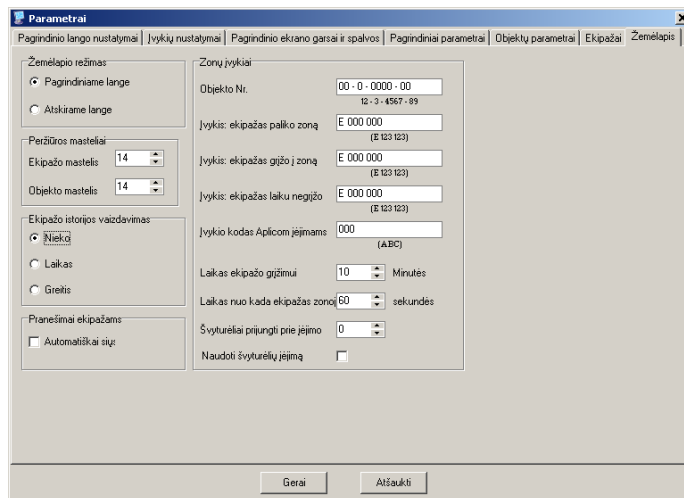 Parametrai
Pagrindinio lango nustatymai
Įvykių nustatymai
Pagrindinio ekrano garsai ir spalvos
Pagrindiniai parametrai
Objektų parametrai
Ekipažai
Žemėlapis
Žemėlapio režimas
Pagrindiniame lange
Atskirame lange
Peržiūros masteliai
Ekipažo mastelis 14
Objekto mastelis 14
Ekipažo istorijos vaizdavimas
Nieko
Laikas
Greitis
Pranešimai ekipažams
Automatiškai siųs
Zonų įvykiai
Objekto Nr. 00 - 0 - 0000 - 00
12 - 3 - 4567 - 89
Įvykis: ekipažas paliko zoną E 000 000
(E 123 123)
Įvykis: ekipažas grįžo į zoną E 000 000
(E 123 123)
Įvykis: ekipažas laiku negrįžo E 000 000
(E 123 123)
Įvykio kodas Aplicom įėjimams 000
(ABC)
Laikas ekipažo grįžimui 10 Minutės
Laikas nuo kada ekipažas zonoj 60 sekundės
Švyturėliai prijungti prie įėjimo 0
Naudoti švyturėlių įėjimą
Gerai
Atšaukti